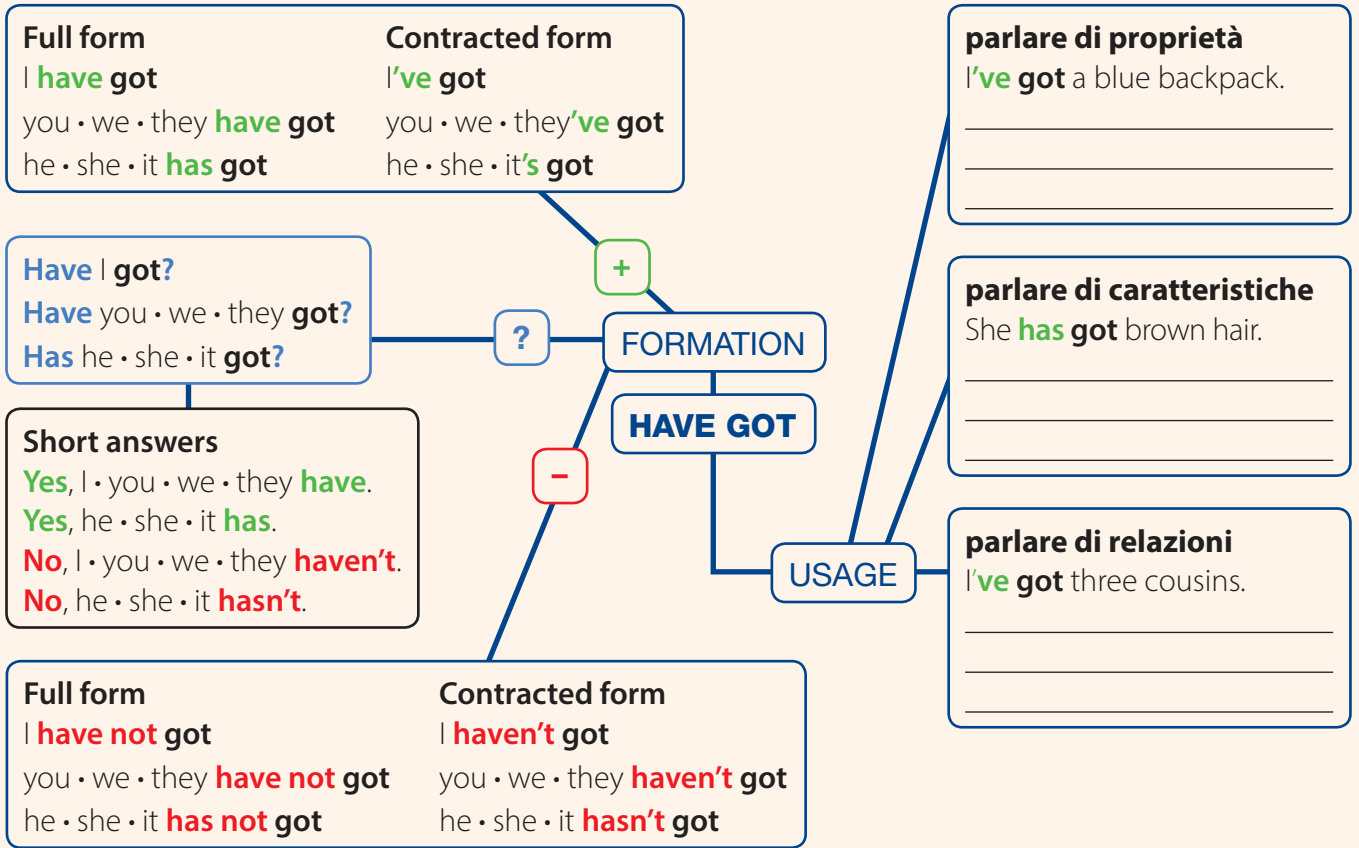 Full form Contracted form
I have got I've got
you • we • they have got you • we • they've got
he • she • it has got he • she • it's got
+
Have I got?
Have you • we • they got?
Has he • she • it got?
?
Short answers
Yes, I • you • we • they have.
Yes, he • she • it has.
No, I • you • we • they haven't.
No, he • she • it hasn't.
FORMATION
HAVE GOT
–
Full form Contracted form
I have not got I haven't got
you • we • they have not got you • we • they haven't got
he • she • it has not got he • she • it hasn't got
USAGE
parlare di proprietà
I've got a blue backpack.
parlare di caratteristiche
She has got brown hair.
parlare di relazioni
I've got three cousins.